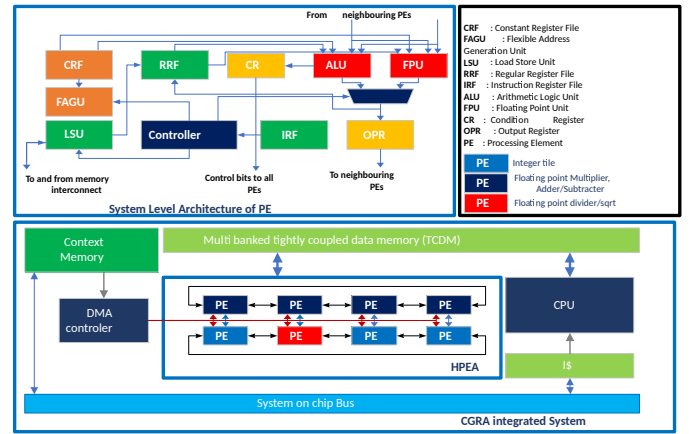 From neighbouring PEs
CRF
RRF
CR
ALU
FPU
FAGU
LSU
Controller
IRF
OPR
To and from memory
interconnect
Control bits to all
PEs
To neighbouring
PEs
System Level Architecture of PE
CRF : Constant Register File
FAGU : Flexible Address
Generation Unit
LSU : Load Store Unit
RRF : Regular Register File
IRF : Instruction Register File
ALU : Arithmetic Logic Unit
FPU : Floating Point Unit
CR : Condition Register
OPR : Output Register
PE : Processing Element
PE Integer tile
PE Floating point Multiplier,
Adder/Subtracter
PE Floating point divider/sqrt
Context
Memory
Multi banked tightly coupled data memory (TCDM)
DMA
controler
PE PE PE PE
PE PE PE PE
HPEA
CPU
I$
System on chip Bus
CGRA integrated System